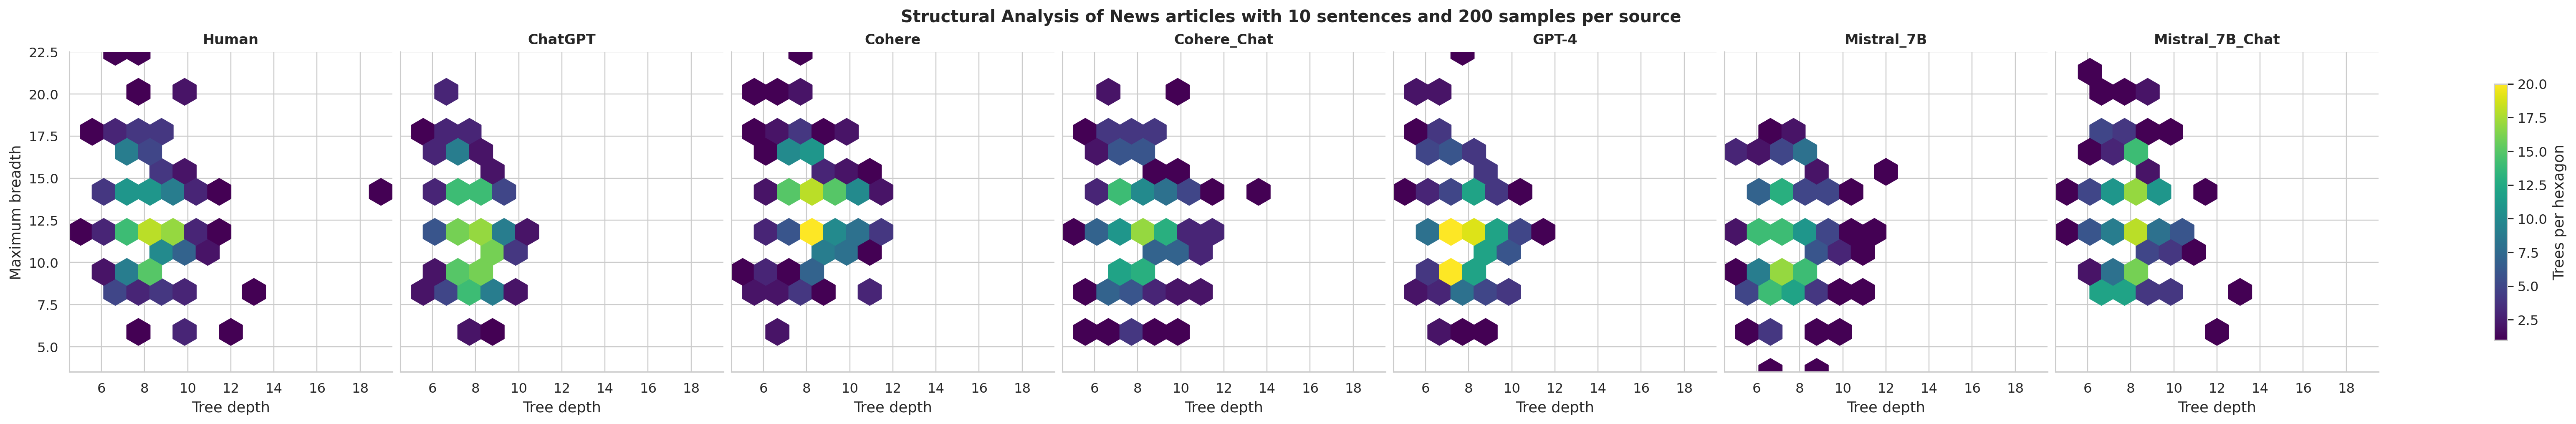 Structural Analysis of News articles with 10 sentences and 200 samples per source
Human
ChatGPT
Cohere
Cohere_Chat
GPT-4
Mistral_7B
Mistral_7B_Chat
Maximum breadth
22.5
20.0
17.5
15.0
12.5
10.0
7.5
5.0
6 8 10 12 14 16 18
6 8 10 12 14 16 18
6 8 10 12 14 16 18
6 8 10 12 14 16 18
6 8 10 12 14 16 18
6 8 10 12 14 16 18
6 8 10 12 14 16 18
Tree depth
Tree depth
Tree depth
Tree depth
Tree depth
Tree depth
Tree depth
20.0
17.5
15.0
12.5
10.0
7.5
5.0
2.5
Trees per hexagon